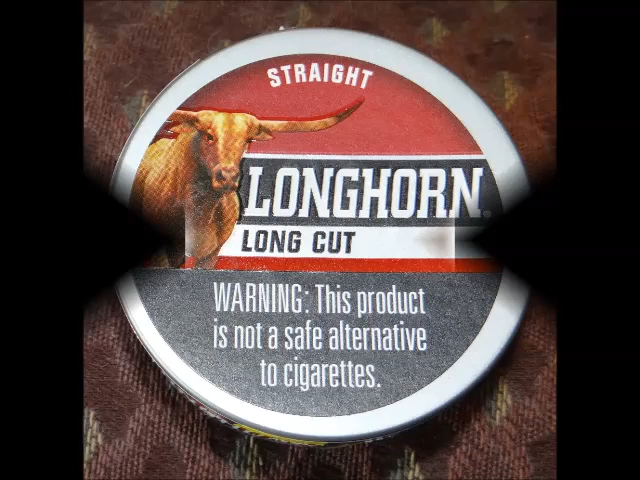 STRAIGHT
LONGHORN.
LONG CUT
WARNING: This product
is not a safe alternative
to cigarettes.